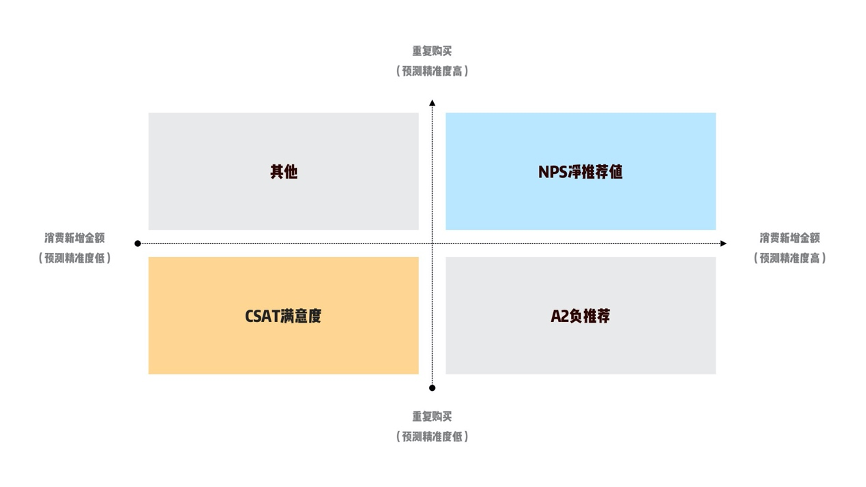 重复购买
（预测精准度高）
其他
NPS净推荐值
消费新增金额
（预测精准度低）
消费新增金额
（预测精准度高）
CSAT满意度
A2负推荐
重复购买
（预测精准度低）